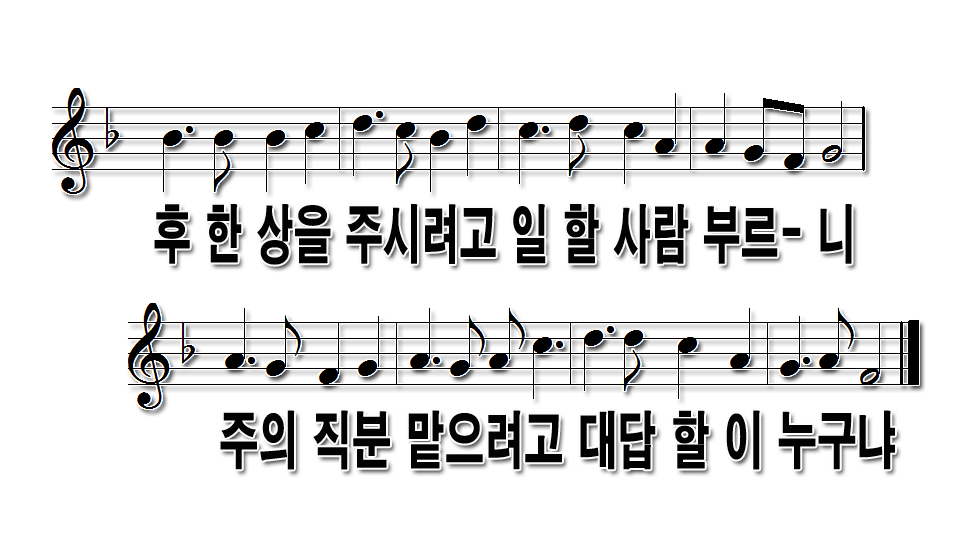 후 한 상을 주시려고 일 할 사람 부르- 니
주의 직분 맡으려고 대답 할 이 누구냐